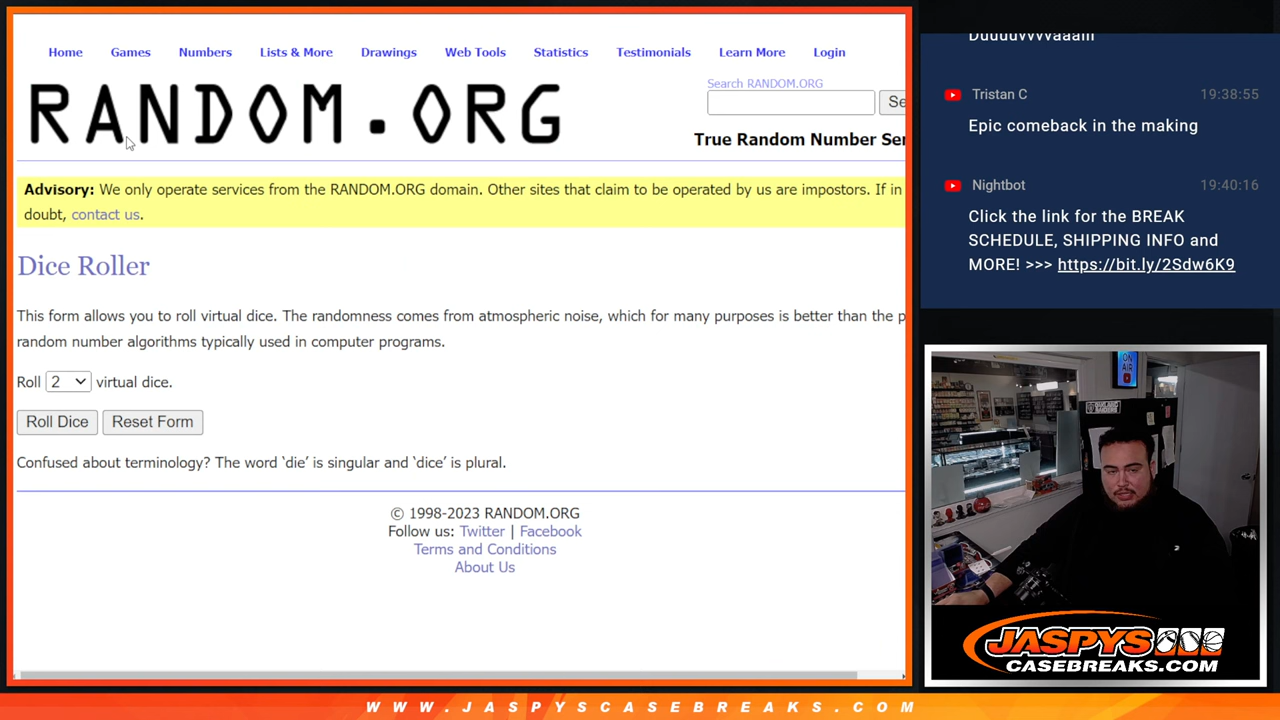 Home Games Numbers Lists & More Drawings Web Tools Statistics Testimonials Learn More Login
RANDOM.ORG
Search RANDOM.ORG
Se
True Random Number Ser
Advisory: We only operate services from the RANDOM.ORG domain. Other sites that claim to be operated by us are impostors. If in
doubt, contact us.
Dice Roller
This form allows you to roll virtual dice. The randomness comes from atmospheric noise, which for many purposes is better than the p
random number algorithms typically used in computer programs.
Roll 2 virtual dice.
Roll Dice Reset Form
Confused about terminology? The word ‘die’ is singular and ‘dice’ is plural.
© 1998-2023 RANDOM.ORG
Follow us: Twitter | Facebook
Terms and Conditions
About Us
Duuuuvvvvaaam
Tristan C 19:38:55
Epic comeback in the making
Nightbot 19:40:16
Click the link for the BREAK
SCHEDULE, SHIPPING INFO and
MORE! >>> https://bit.ly/2Sdw6K9
ON
AIR
JASPYS
CASEBREAKS.COM
WWW.JASPYSCASEBREAKS.COM